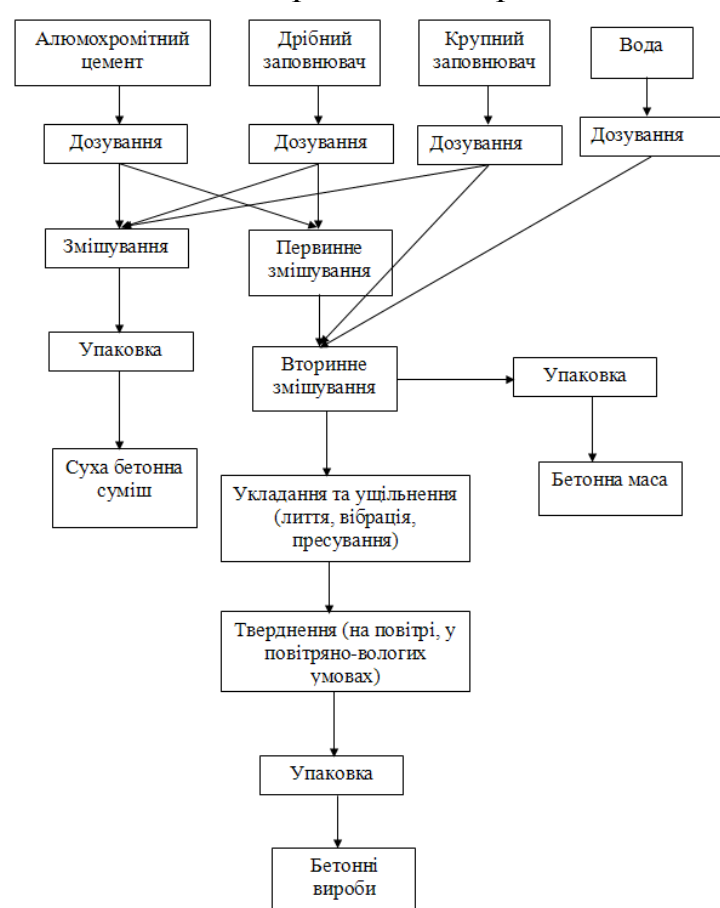 Алюмохромітний
цемент
Дрібний
заповнювач
Крупний
заповнювач
Вода
Дозування
Дозування
Дозування
Дозування
Змішування
Первинне
змішування
Упаковка
Вторинне
змішування
Упаковка
Суха бетонна
суміш
Бетонна маса
Укладання та ущільнення
(лиття, вібрація,
пресування)
Тверднення (на повітрі, у
повітряно-вологих
умовах)
Упаковка
Бетонні
вироби